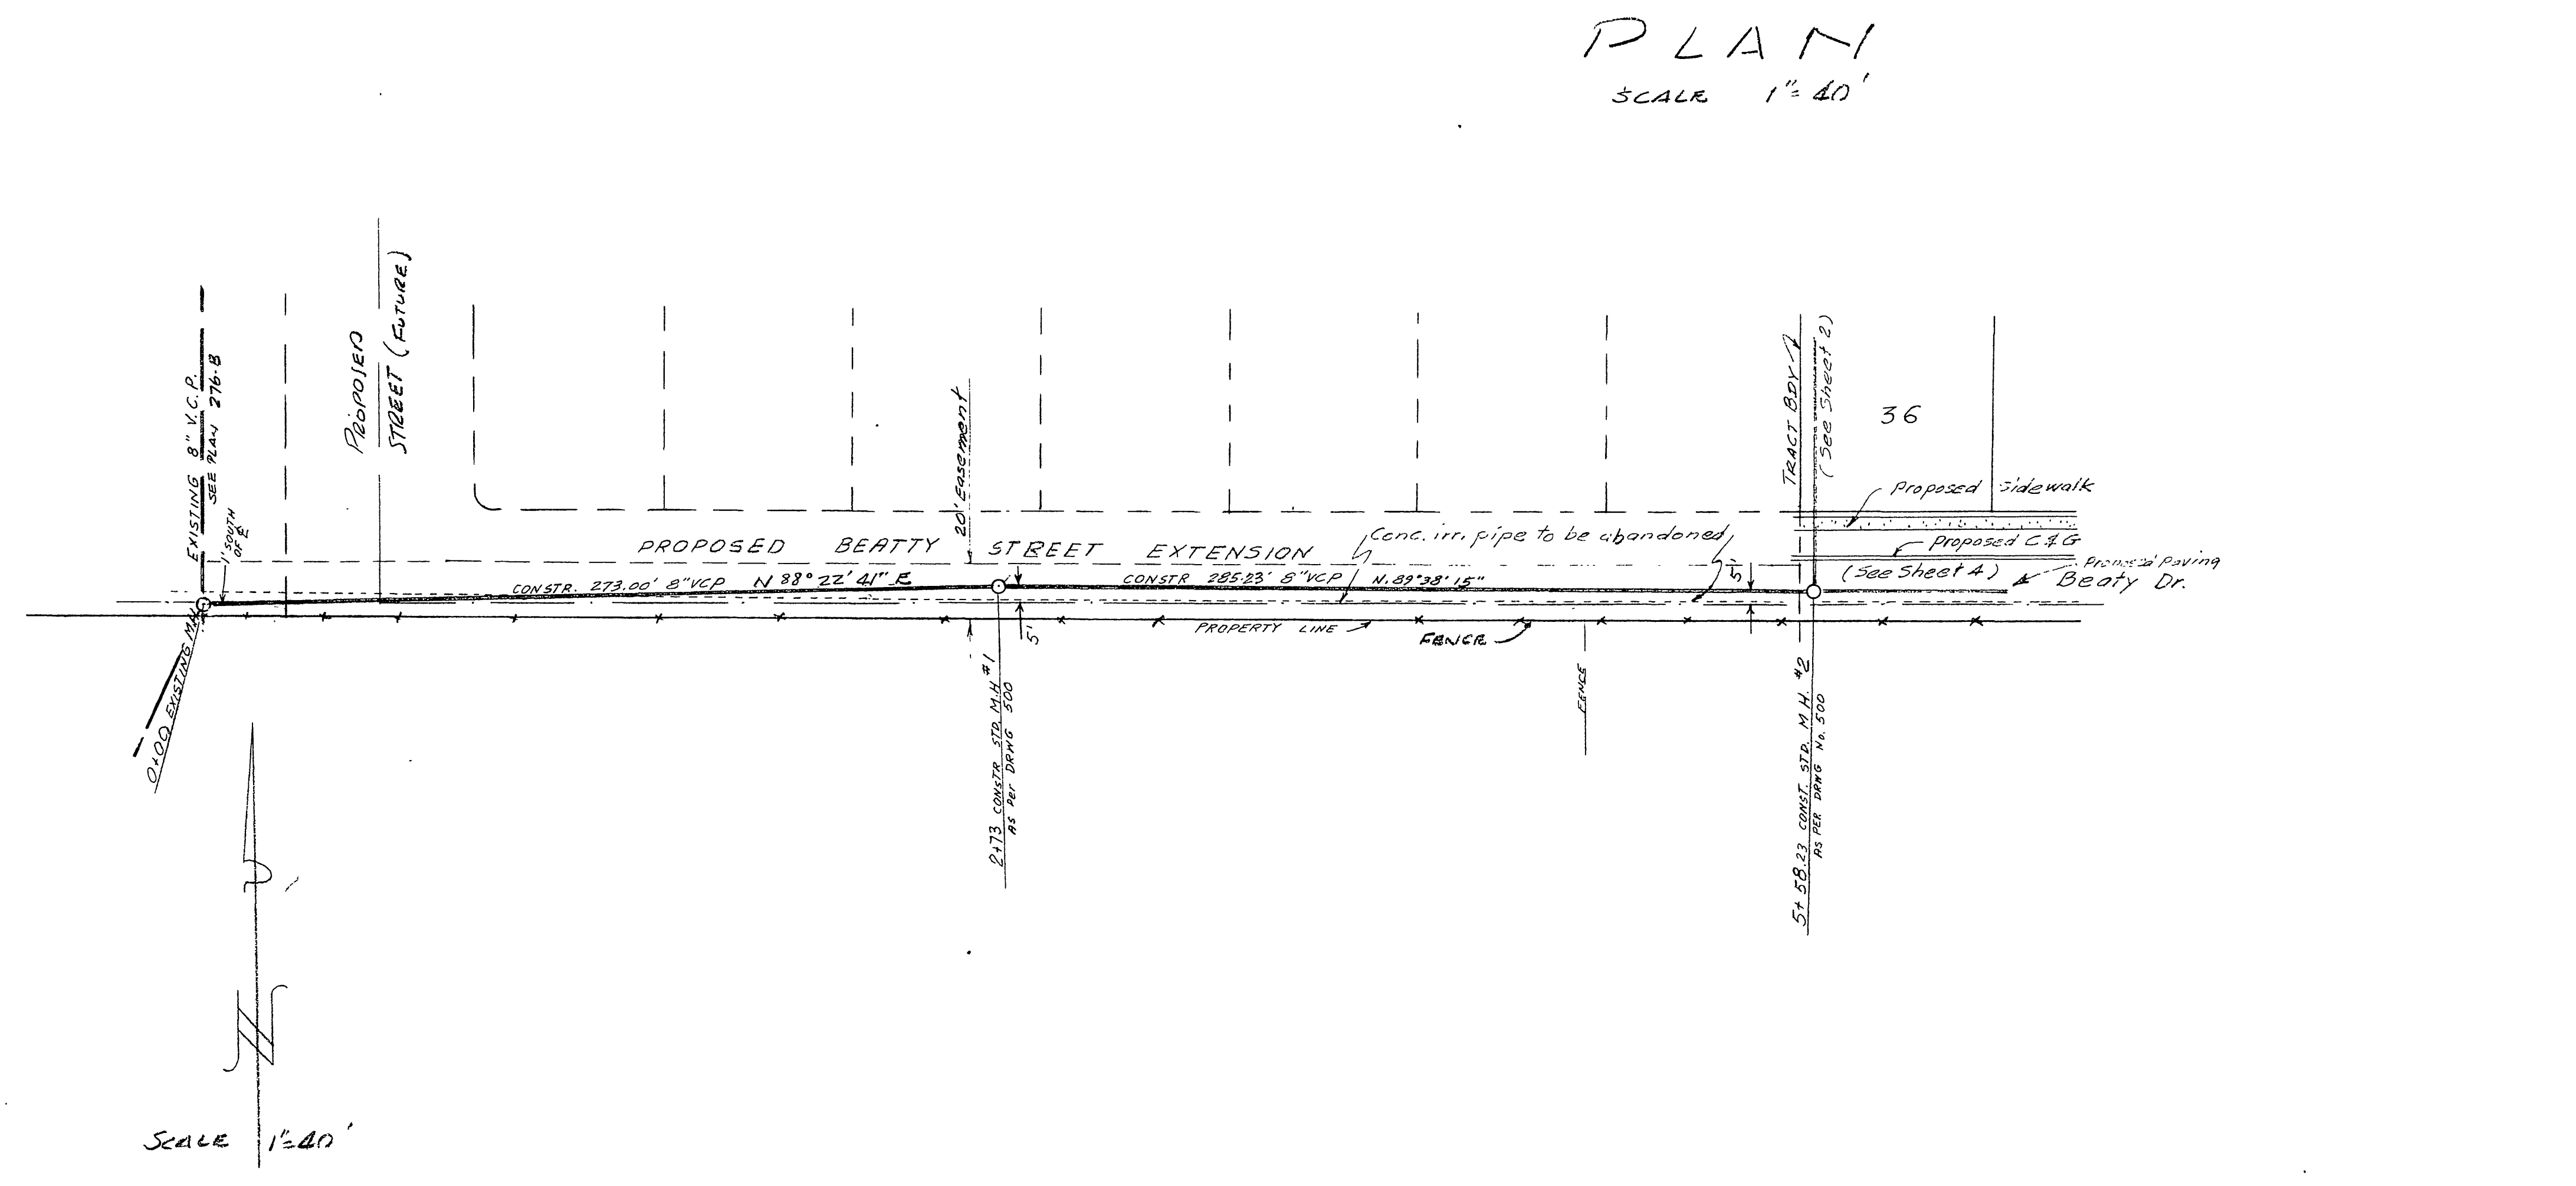 PLAN
SCALE 1"=40'
EXISTING 8" V.C.P.
SEE PLAN 276-B
1' SOUTH
OF ℄
PROPOSED
STREET (FUTURE)
20' Easement
TRACT BDY
(See Sheet 2)
36
Proposed Sidewalk
Proposed C&G
(See Sheet 4)
Proposed Paving
Beaty Dr.
PROPOSED BEATTY STREET EXTENSION
Conc. irr. pipe to be abandoned
CONSTR. 273.00' 8"VCP N 88° 22' 41" E
CONSTR 285.23' 8"VCP N. 89°38' 15"
5'
5'
PROPERTY LINE
FENCE
FENCE
0+00 EXISTING MH
2+73 CONSTR STD. M.H #1
AS Per DRWG 500
5+58.23 CONST. STD. M H. #2
AS PER DRWG No. 500
N
SCALE 1"=40'